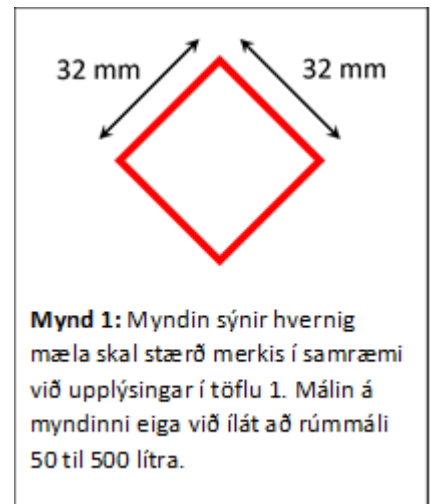 32 mm 32 mm
Mynd 1: Myndin sýnir hvernig
mæla skal stærð merkis í samræmi
við upplýsingar í töflu 1. Málin á
myndinni eiga við ílát að rúmmáli
50 til 500 lítra.